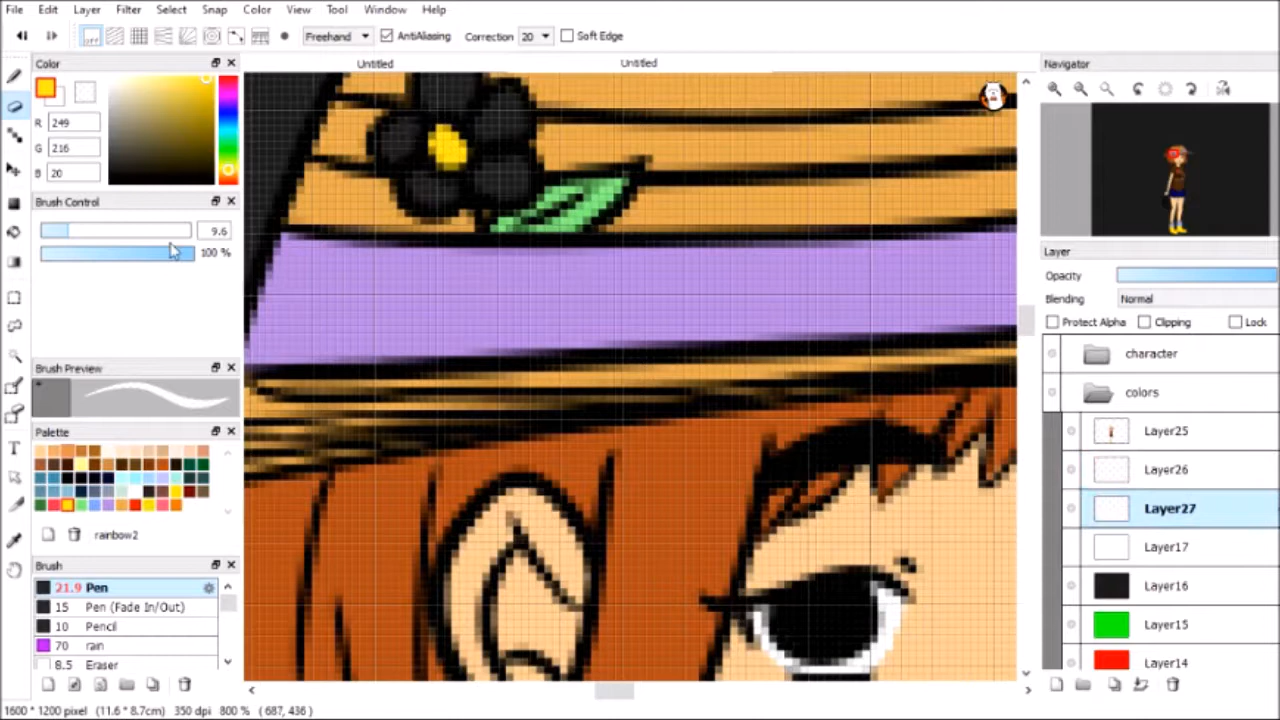 File Edit Layer Filter Select Snap Color View Tool Window Help
off Freehand AntiAliasing Correction 20 Soft Edge
Color
Untitled
Untitled
Navigator
R 249
G 216
B 20
Brush Control
9.6
100 %
Layer
Opacity
Blending Normal
Protect Alpha Clipping Lock
character
colors
Brush Preview
Palette
Layer25
Layer26
Layer27
Layer17
Layer16
Layer15
Layer14
rainbow2
Brush
21.9 Pen
15 Pen (Fade In/Out)
10 Pencil
70 rain
8.5 Eraser
1600 * 1200 pixel (11.6 * 8.7cm) 350 dpi 800 % ( 687, 436 )